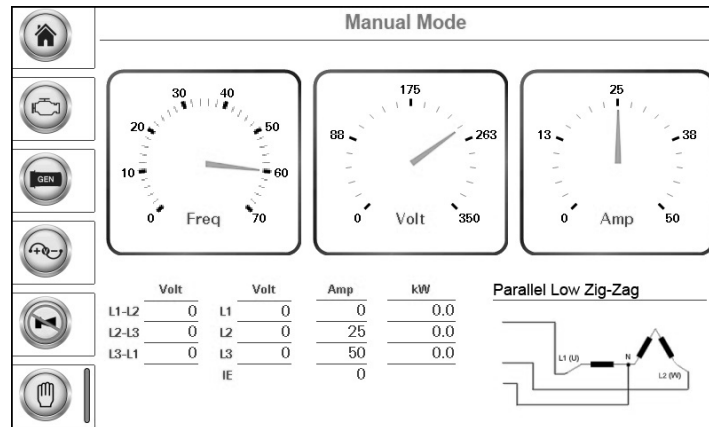 Manual Mode
30 40
20 50
10 60
0 Freq 70
175
88 263
0 Volt 350
25
13 38
0 Amp 50
GEN
Volt Volt Amp kW
L1-L2 0 L1 0 0 0.0
L2-L3 0 L2 0 25 0.0
L3-L1 0 L3 0 50 0.0
IE 0
Parallel Low Zig-Zag
L1 (U) N L2 (W)